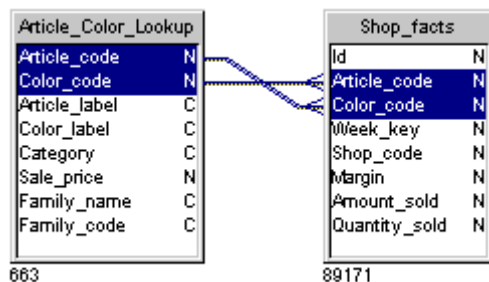 Article_Color_Lookup
Article_code N
Color_code N
Article_label C
Color_label C
Category C
Sale_price N
Family_name C
Family_code C
663
Shop_facts
Id N
Article_code N
Color_code N
Week_key N
Shop_code N
Margin N
Amount_sold N
Quantity_sold N
89171